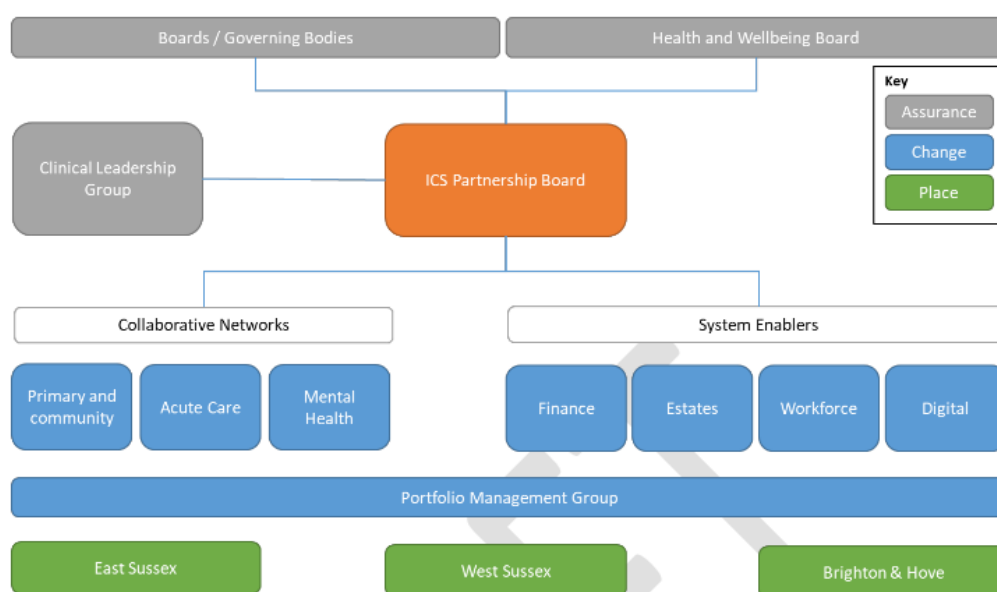 Boards / Governing Bodies
Health and Wellbeing Board
Key
Assurance
Change
Place
Clinical Leadership
Group
ICS Partnership Board
Collaborative Networks
System Enablers
Primary and
community
Acute Care
Mental
Health
Finance
Estates
Workforce
Digital
Portfolio Management Group
East Sussex
West Sussex
Brighton & Hove